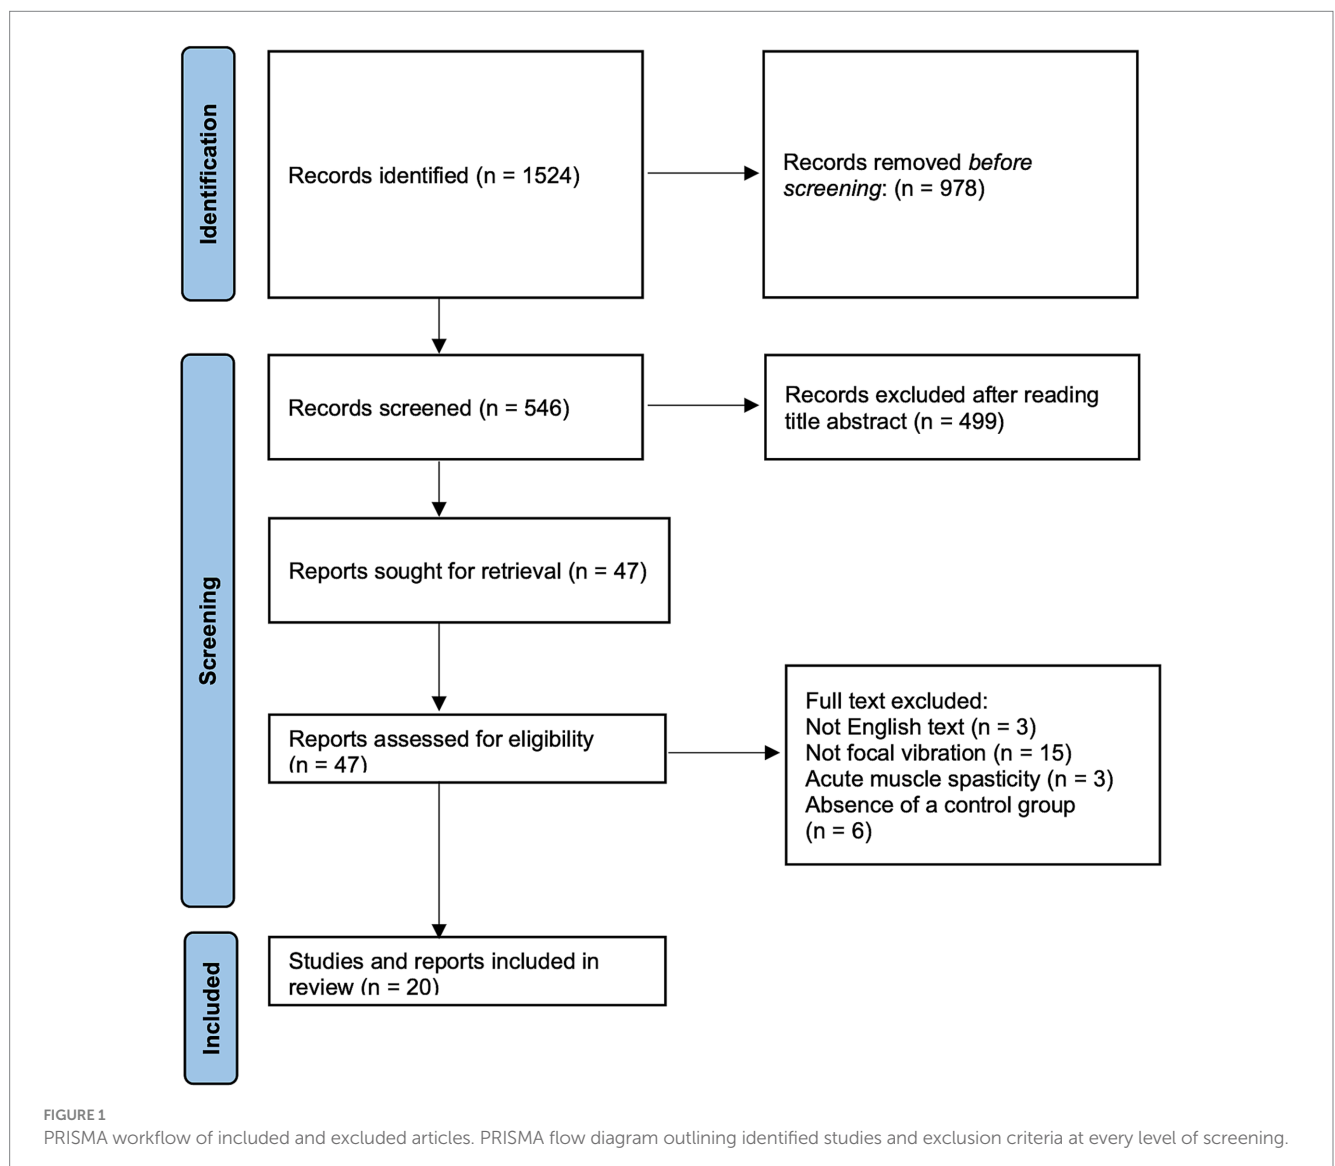 Identification
Records identified (n = 1524)
Records removed before
screening: (n = 978)
Screening
Records screened (n = 546)
Records excluded after reading
title abstract (n = 499)
Reports sought for retrieval (n = 47)
Reports assessed for eligibility
(n = 47)
Full text excluded:
Not English text (n = 3)
Not focal vibration (n = 15)
Acute muscle spasticity (n = 3)
Absence of a control group
(n = 6)
Included
Studies and reports included in
review (n = 20)
FIGURE 1
PRISMA workflow of included and excluded articles. PRISMA flow diagram outlining identified studies and exclusion criteria at every level of screening.